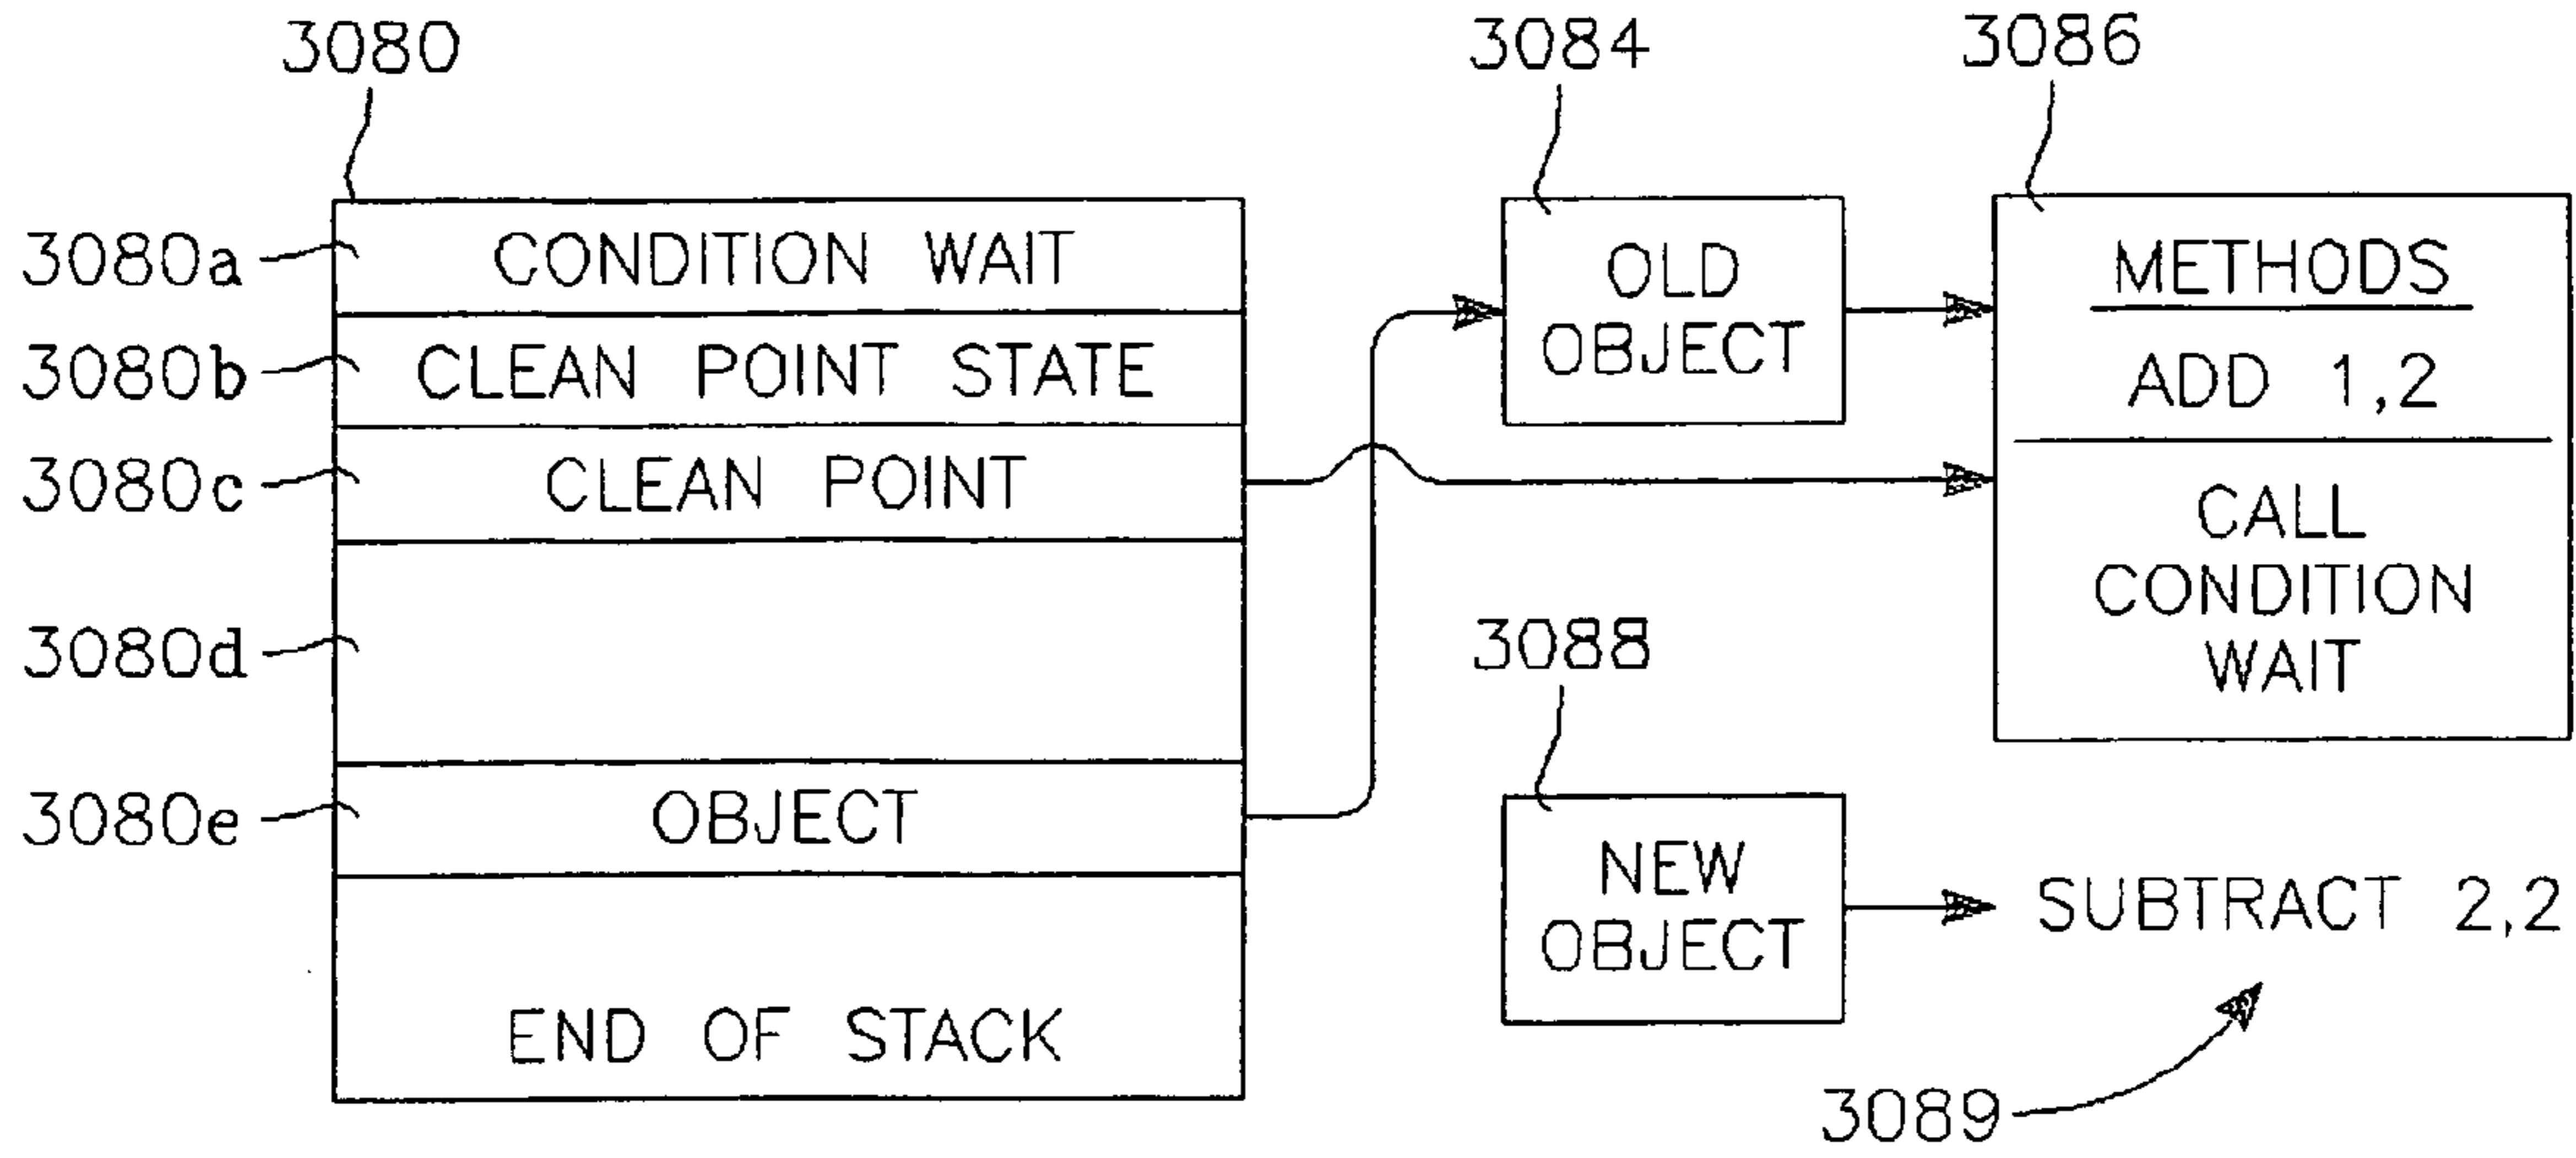 3080
3084
3086
3080a
CONDITION WAIT
3080b
CLEAN POINT STATE
3080c
CLEAN POINT
3080d
3080e
OBJECT
END OF STACK
OLD
OBJECT
METHODS
ADD 1,2
CALL
CONDITION
WAIT
3088
NEW
OBJECT
SUBTRACT 2,2
3089